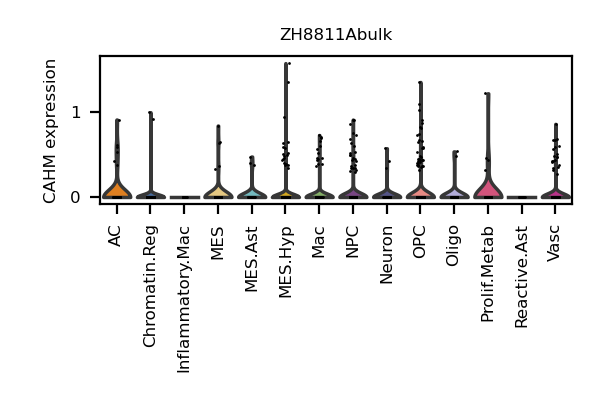 ZH8811Abulk
CAHM expression
1
0
AC
Chromatin.Reg
Inflammatory.Mac
MES
MES.Ast
MES.Hyp
Mac
NPC
Neuron
OPC
Oligo
Prolif.Metab
Reactive.Ast
Vasc